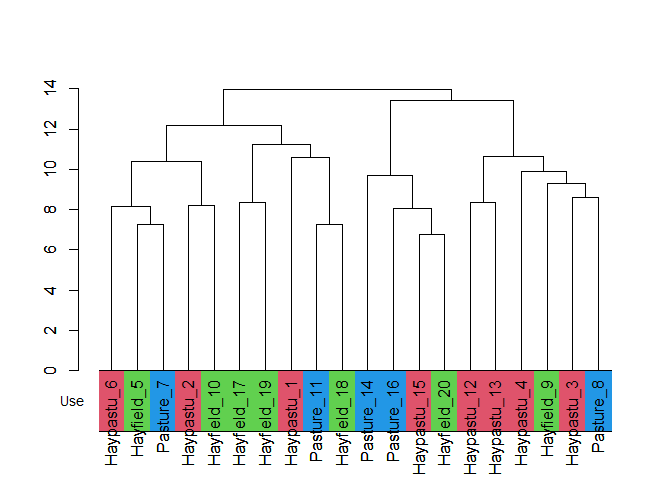 14
12
10
8
6
4
2
0
Use
Haypastu_6
Hayfield_5
Pasture_7
Haypastu_2
Hayfield_10
Hayfield_17
Hayfield_19
Haypastu_1
Pasture_11
Hayfield_18
Pasture_14
Pasture_16
Haypastu_15
Hayfield_20
Haypastu_12
Haypastu_13
Haypastu_4
Hayfield_9
Haypastu_3
Pasture_8